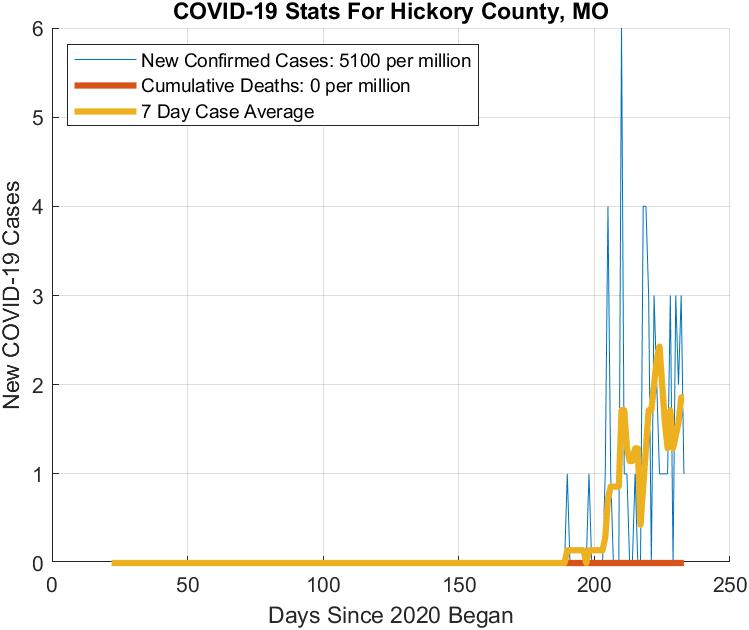 COVID-19 Stats For Hickory County, MO
New Confirmed Cases: 5100 per million
Cumulative Deaths: 0 per million
7 Day Case Average
New COVID-19 Cases
6
5
4
3
2
1
0
0 50 100 150 200 250
Days Since 2020 Began